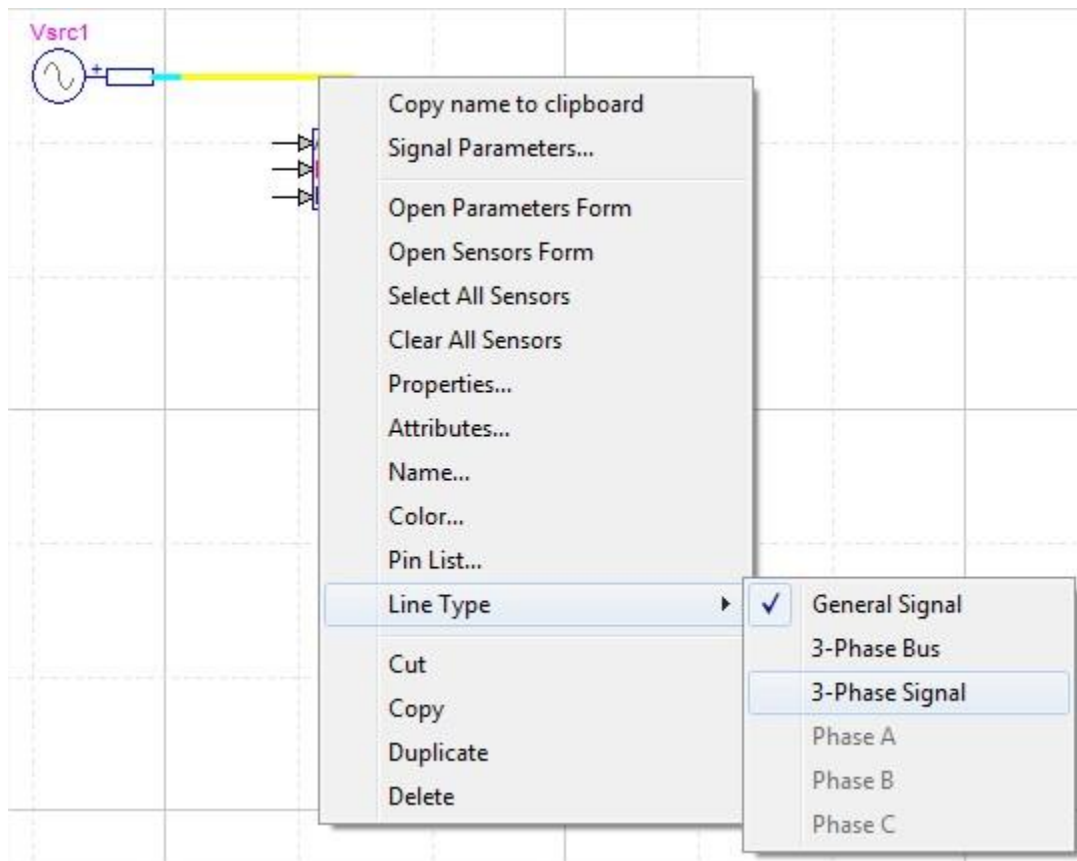 Vsrc1
+
Copy name to clipboard
Signal Parameters...
Open Parameters Form
Open Sensors Form
Select All Sensors
Clear All Sensors
Properties...
Attributes...
Name...
Color...
Pin List...
Line Type
General Signal
3-Phase Bus
3-Phase Signal
Phase A
Phase B
Phase C
Cut
Copy
Duplicate
Delete